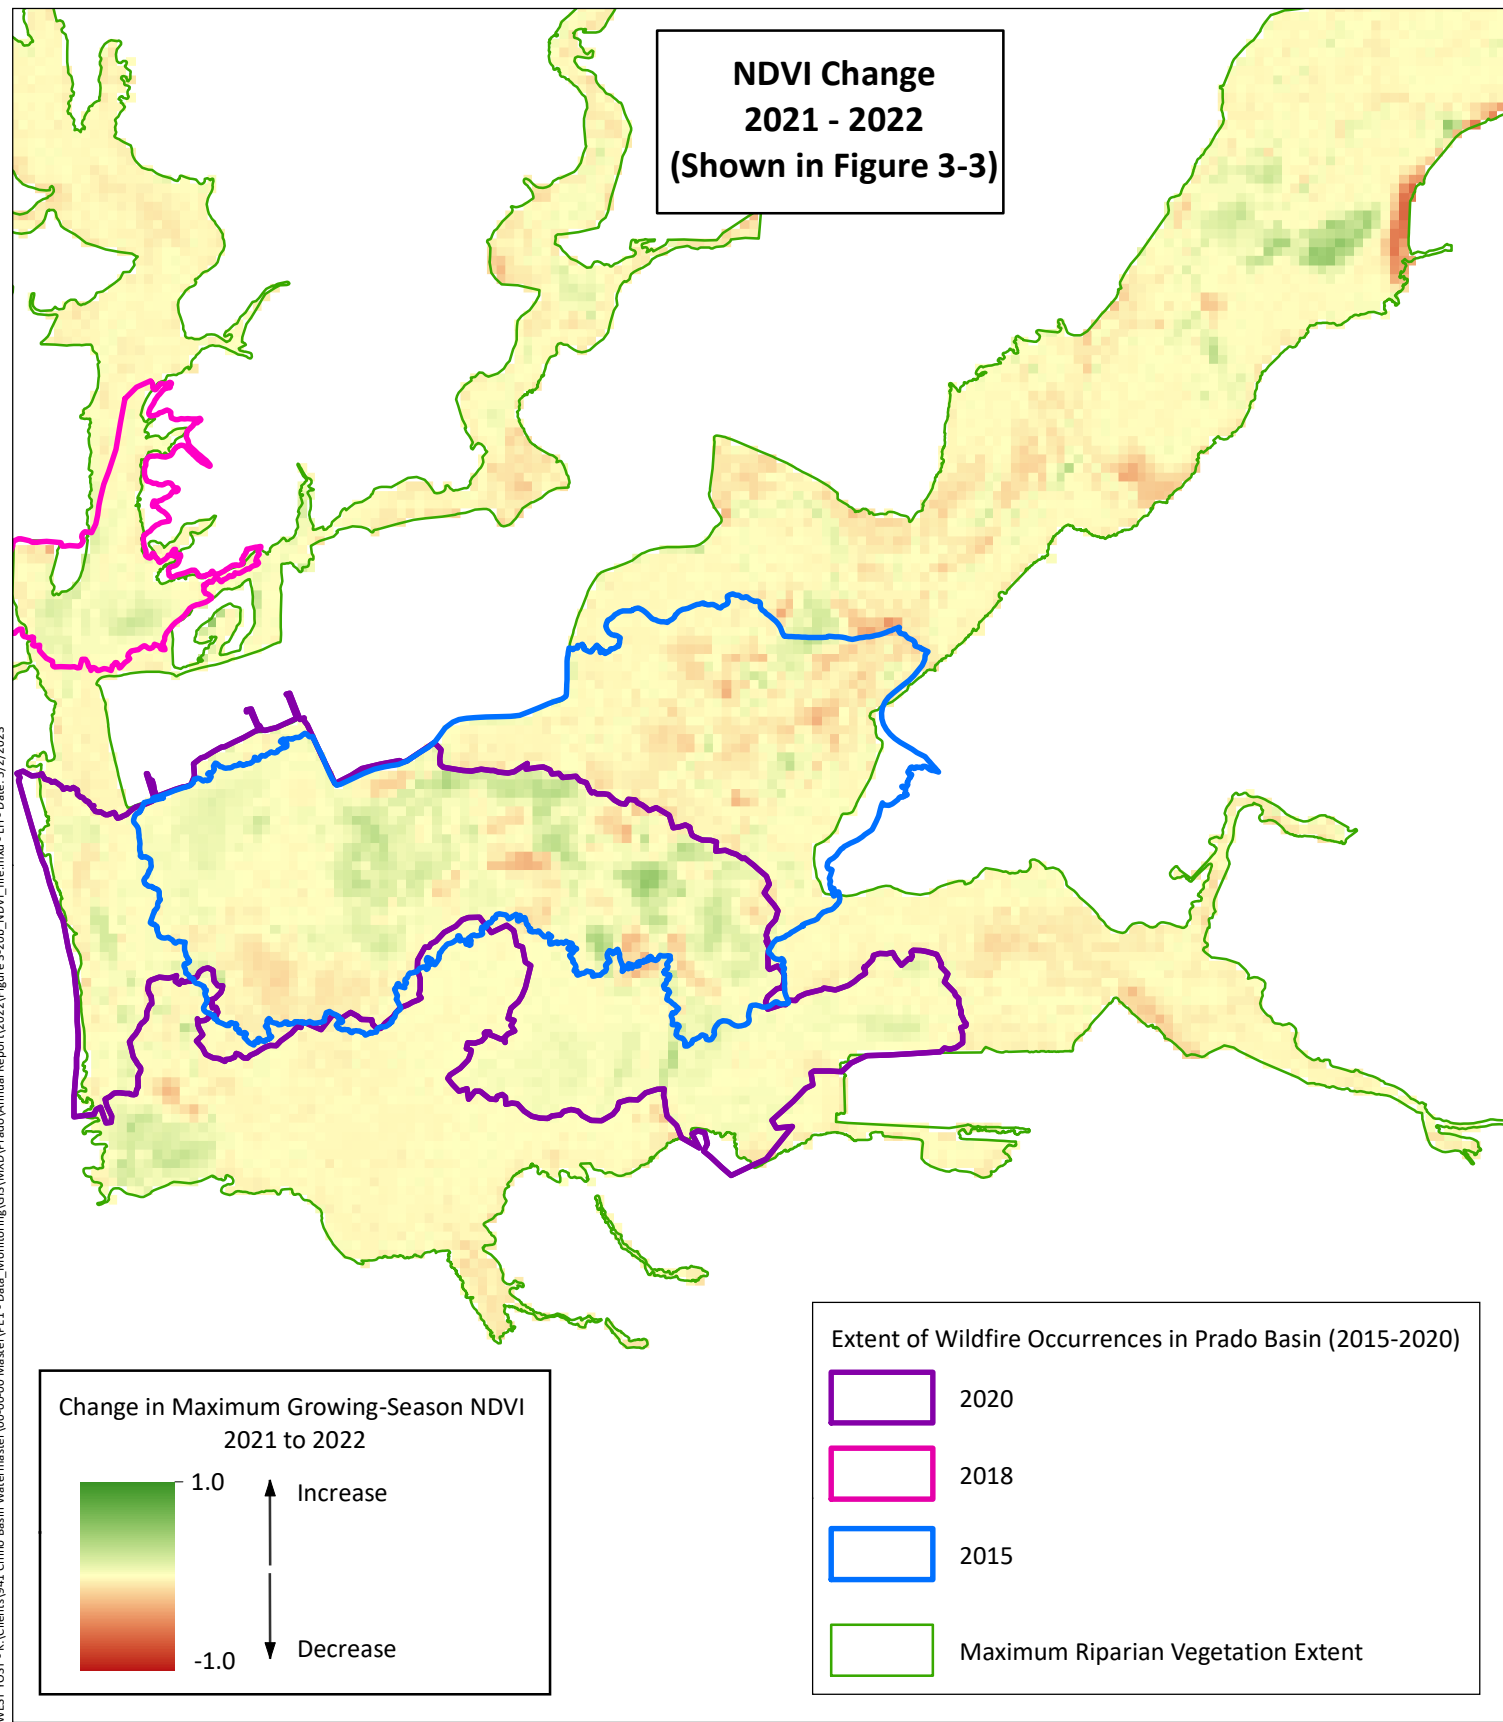 NDVI Change
2021 - 2022
(Shown in Figure 3-3)
Extent of Wildfire Occurrences in Prado Basin (2015-2020)
2020
2018
2015
Maximum Riparian Vegetation Extent
Change in Maximum Growing-Season NDVI
2021 to 2022
1.0
Increase
Decrease
-1.0